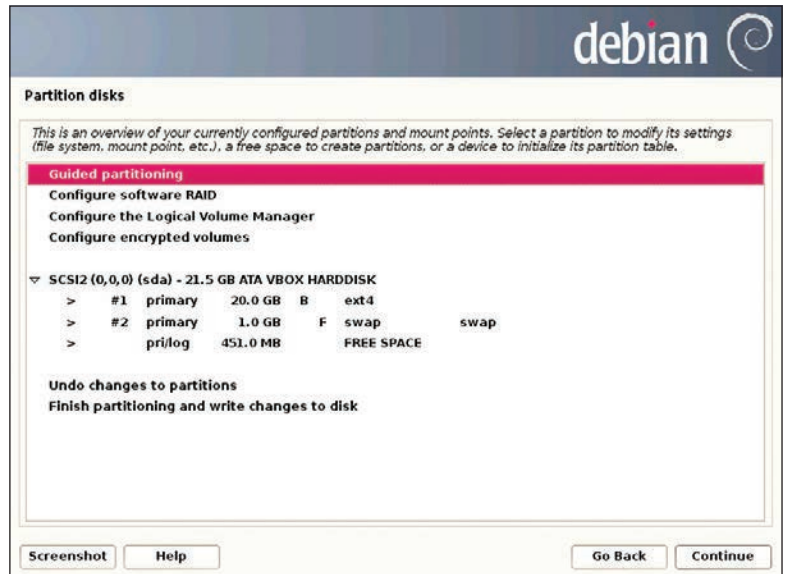 debian
Partition disks
This is an overview of your currently configured partitions and mount points. Select a partition to modify its settings
(file system, mount point, etc.), a free space to create partitions, or a device to initialize its partition table.
Guided partitioning
Configure software RAID
Configure the Logical Volume Manager
Configure encrypted volumes
SCSI2 (0,0,0) (sda) - 21.5 GB ATA VBOX HARDDISK
> #1 primary 20.0 GB B ext4
> #2 primary 1.0 GB F swap swap
> pri/log 451.0 MB FREE SPACE
Undo changes to partitions
Finish partitioning and write changes to disk
Screenshot Help Go Back Continue